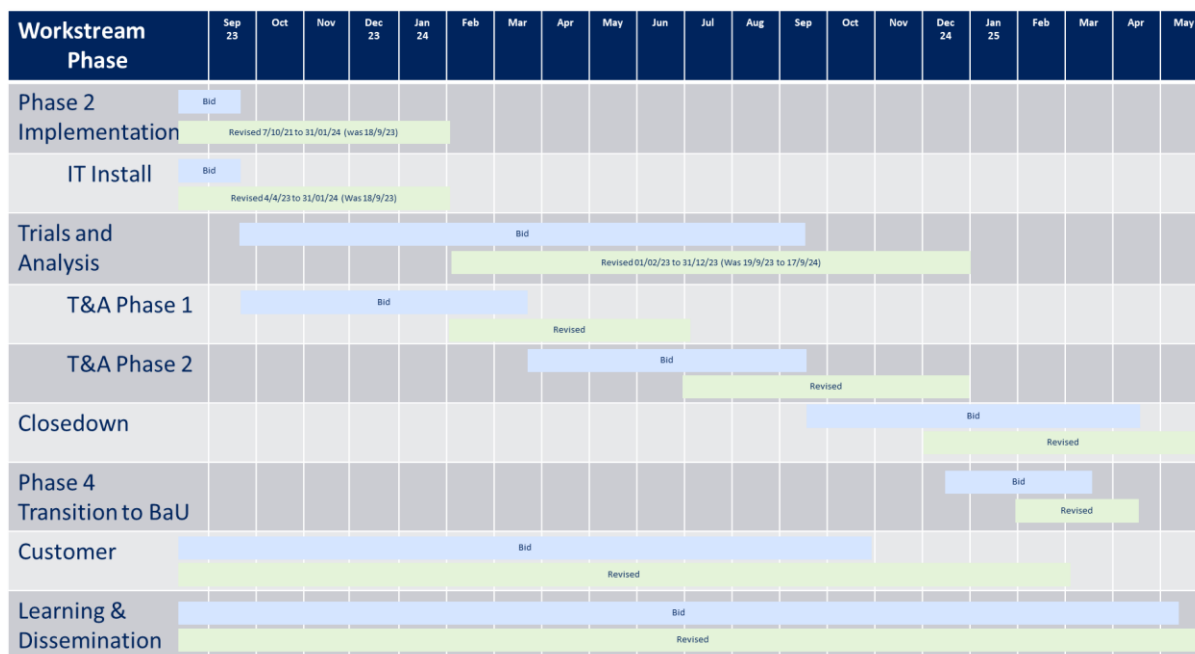 Workstream
Phase
Sep
23
Oct
Nov
Dec
23
Jan
24
Feb
Mar
Apr
May
Jun
Jul
Aug
Sep
Oct
Nov
Dec
24
Jan
25
Feb
Mar
Apr
May
Phase 2
Implementation
Bid
Revised 7/10/21 to 31/01/24 (was 18/9/23)
IT Install
Bid
Revised 4/4/23 to 31/01/24 (Was 18/9/23)
Trials and
Analysis
Bid
Revised 01/02/23 to 31/12/23 (Was 19/9/23 to 17/9/24)
T&A Phase 1
Bid
Revised
T&A Phase 2
Bid
Revised
Closedown
Bid
Revised
Phase 4
Transition to BaU
Bid
Revised
Customer
Bid
Revised
Learning &
Dissemination
Bid
Revised